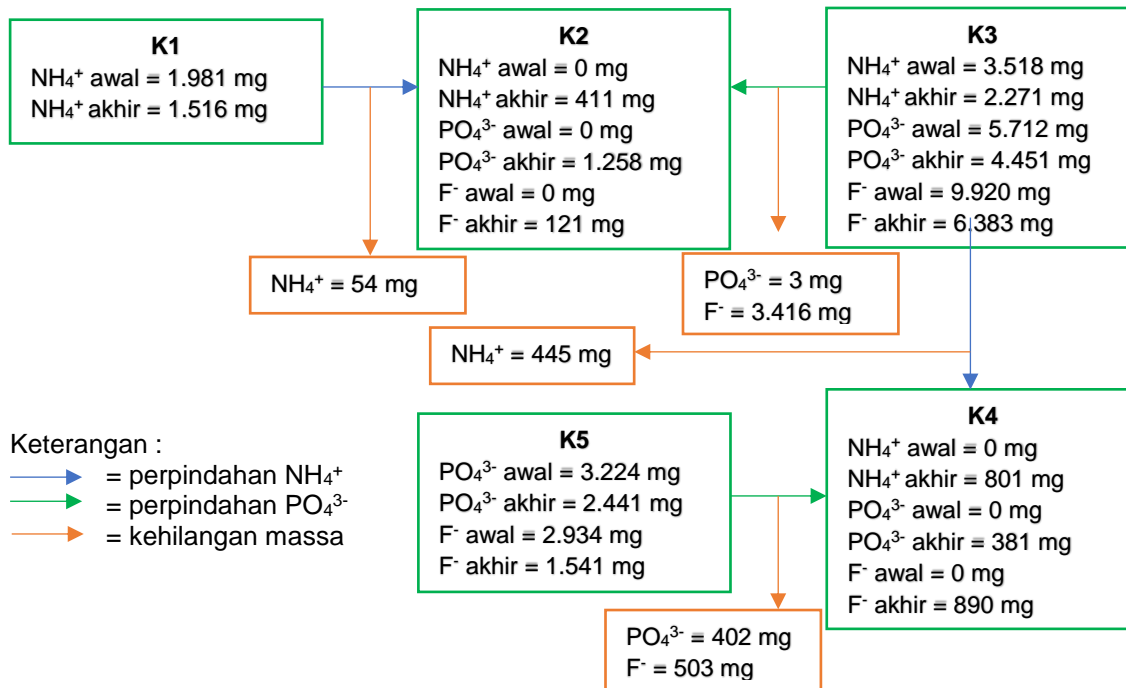 K1
NH₄⁺ awal = 1.981 mg
NH₄⁺ akhir = 1.516 mg
K2
NH₄⁺ awal = 0 mg
NH₄⁺ akhir = 411 mg
PO₄³⁻ awal = 0 mg
PO₄³⁻ akhir = 1.258 mg
F⁻ awal = 0 mg
F⁻ akhir = 121 mg
K3
NH₄⁺ awal = 3.518 mg
NH₄⁺ akhir = 2.271 mg
PO₄³⁻ awal = 5.712 mg
PO₄³⁻ akhir = 4.451 mg
F⁻ awal = 9.920 mg
F⁻ akhir = 6.383 mg
NH₄⁺ = 54 mg
PO₄³⁻ = 3 mg
F⁻ = 3.416 mg
NH₄⁺ = 445 mg
Keterangan :
= perpindahan NH₄⁺
= perpindahan PO₄³⁻
= kehilangan massa
K5
PO₄³⁻ awal = 3.224 mg
PO₄³⁻ akhir = 2.441 mg
F⁻ awal = 2.934 mg
F⁻ akhir = 1.541 mg
K4
NH₄⁺ awal = 0 mg
NH₄⁺ akhir = 801 mg
PO₄³⁻ awal = 0 mg
PO₄³⁻ akhir = 381 mg
F⁻ awal = 0 mg
F⁻ akhir = 890 mg
PO₄³⁻ = 402 mg
F⁻ = 503 mg